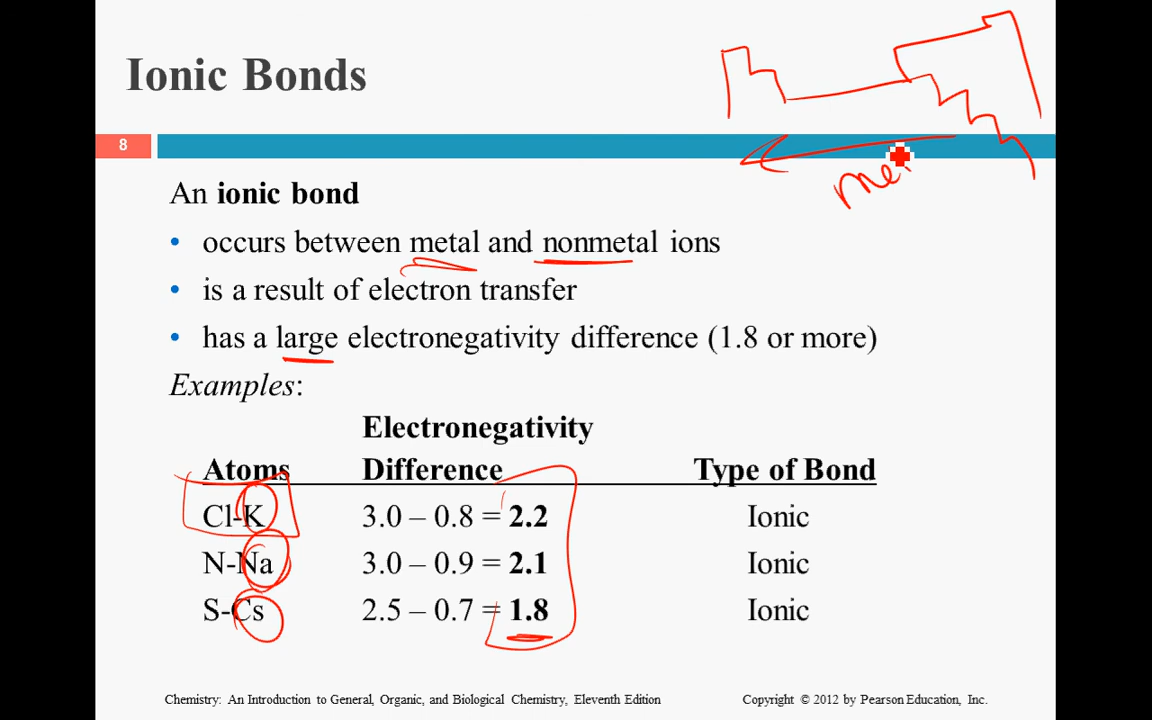 Ionic Bonds
8
An ionic bond
• occurs between metal and nonmetal ions
• is a result of electron transfer
• has a large electronegativity difference (1.8 or more)
Examples:
Electronegativity
Atoms Difference Type of Bond
Cl-K 3.0 – 0.8 = 2.2 Ionic
N-Na 3.0 – 0.9 = 2.1 Ionic
S-Cs 2.5 – 0.7 = 1.8 Ionic
Chemistry: An Introduction to General, Organic, and Biological Chemistry, Eleventh Edition Copyright © 2012 by Pearson Education, Inc.